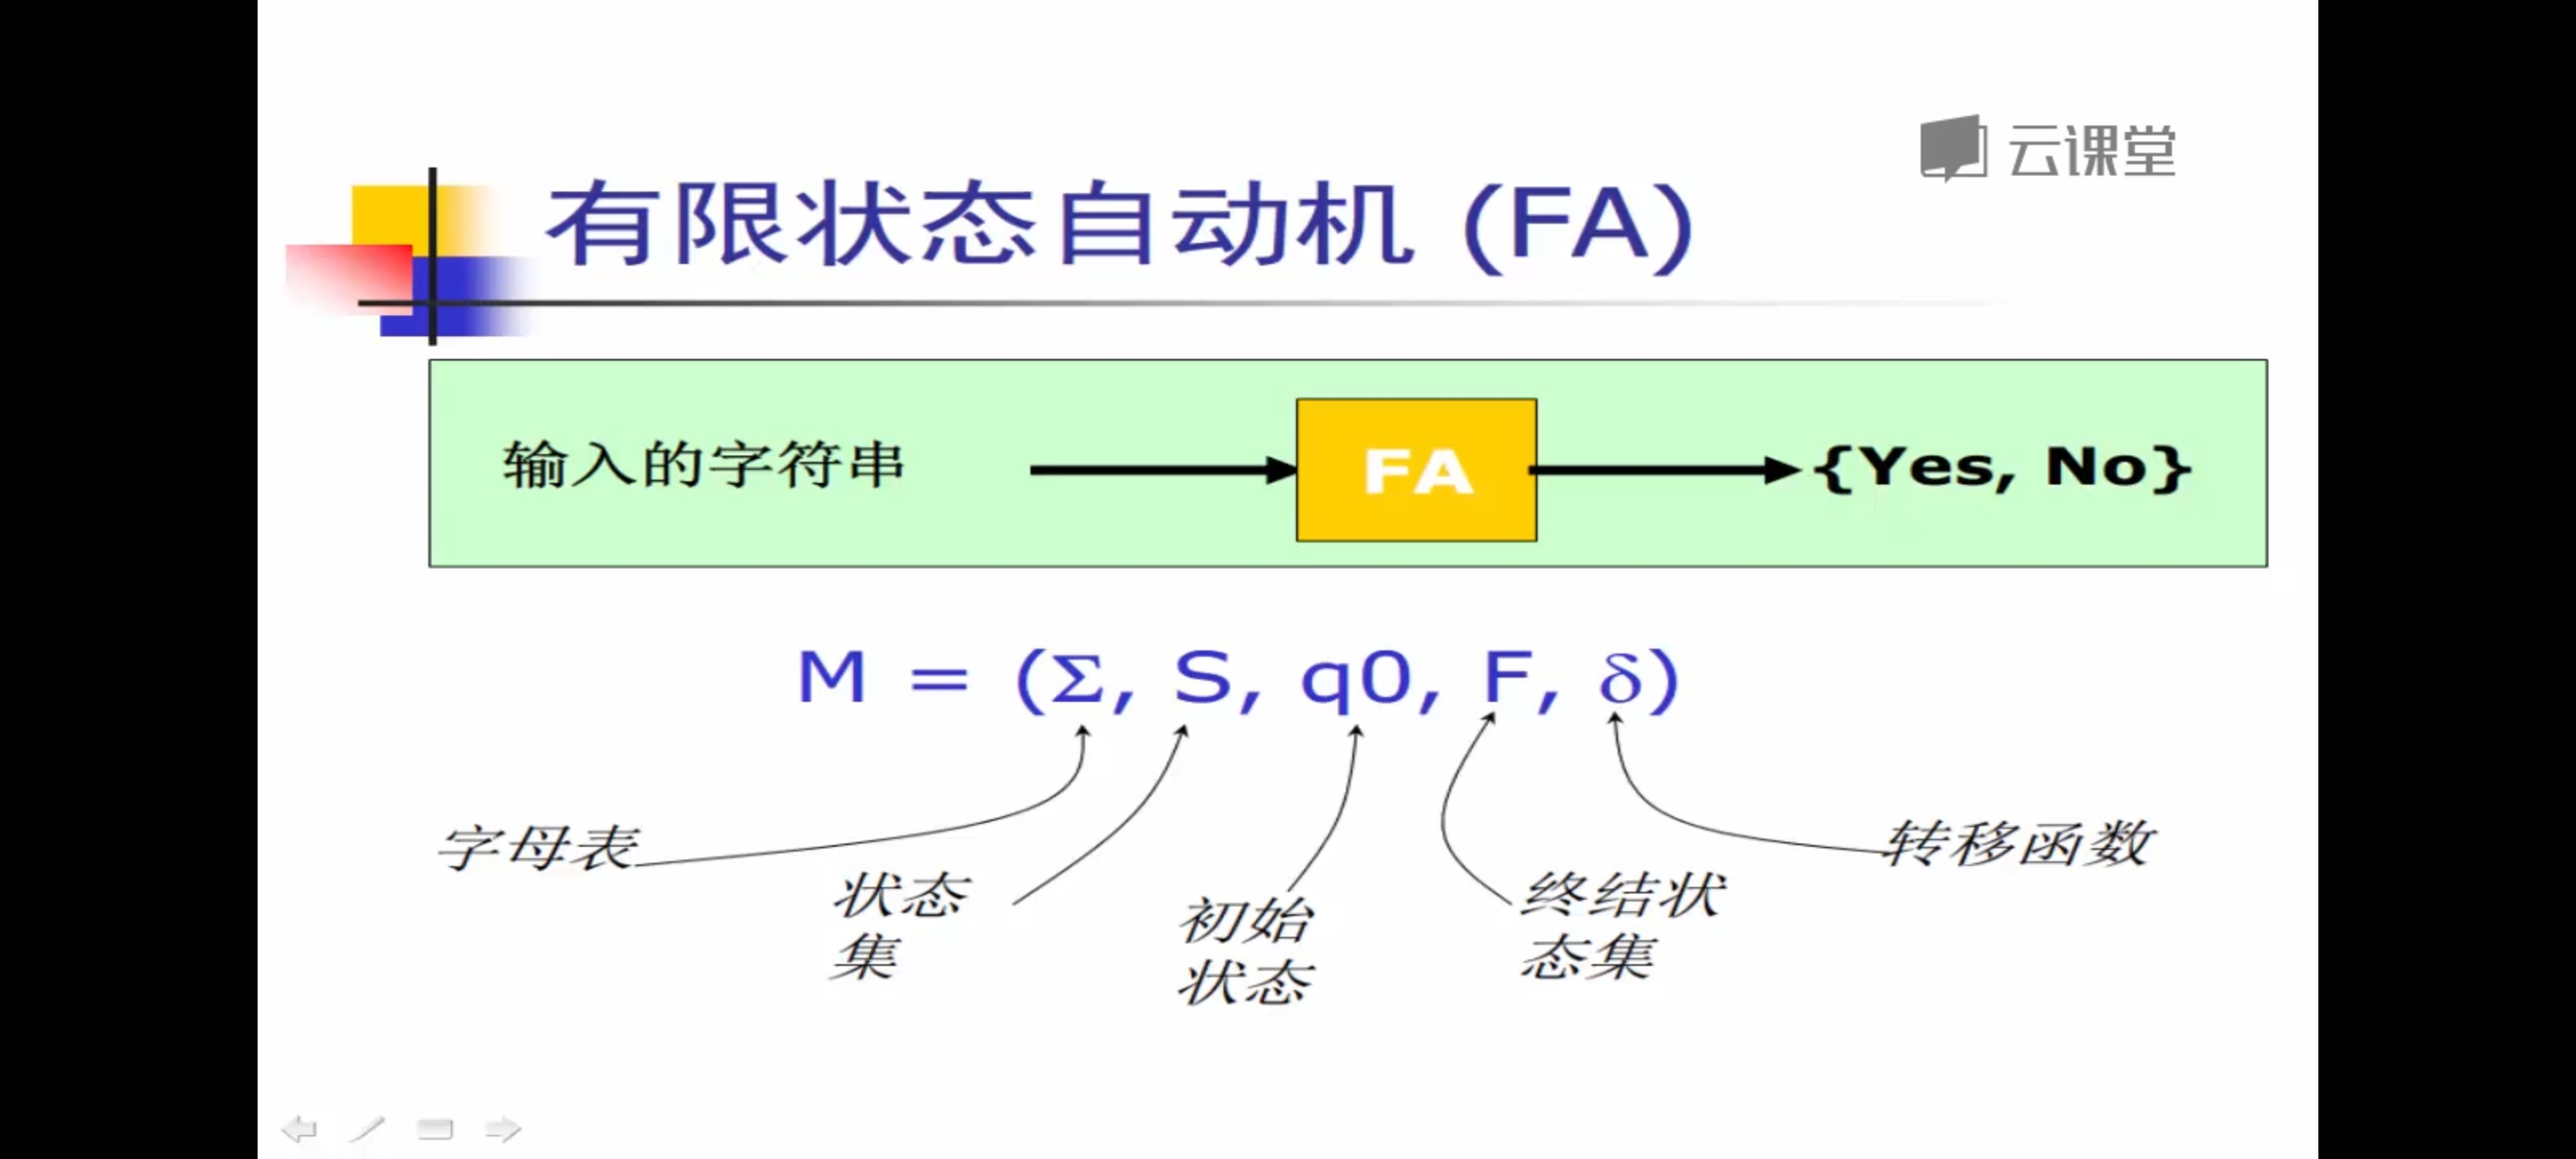 云课堂
有限状态自动机 (FA)
输入的字符串
FA
{Yes, No}
M = (Σ, S, q0, F, δ)
字母表
状态
集
初始
状态
终结状
态集
转移函数